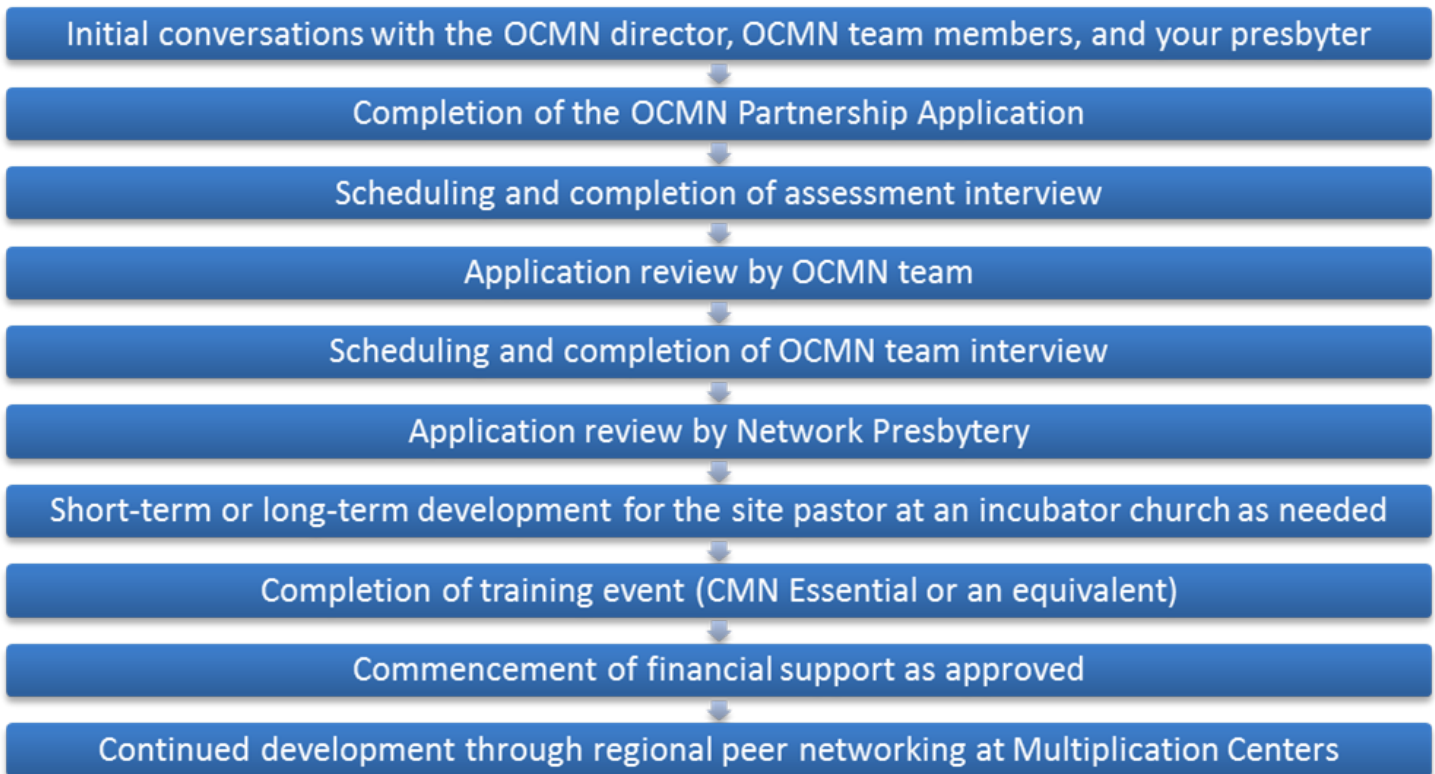 Initial conversations with the OCMN director, OCMN team members, and your presbyter
Completion of the OCMN Partnership Application
Scheduling and completion of assessment interview
Application review by OCMN team
Scheduling and completion of OCMN team interview
Application review by Network Presbytery
Short-term or long-term development for the site pastor at an incubator church as needed
Completion of training event (CMN Essential or an equivalent)
Commencement of financial support as approved
Continued development through regional peer networking at Multiplication Centers